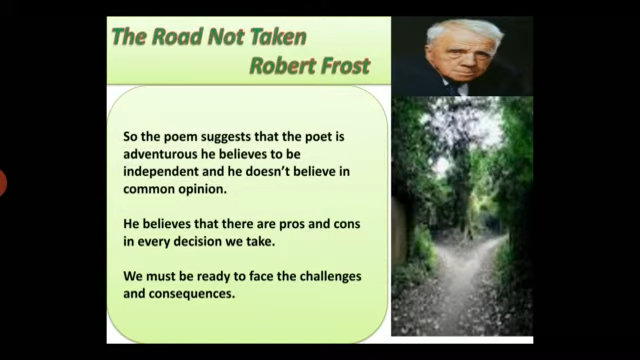 The Road Not Taken
Robert Frost
So the poem suggests that the poet is
adventurous he believes to be
independent and he doesn't believe in
common opinion.
He believes that there are pros and cons
in every decision we take.
We must be ready to face the challenges
and consequences.